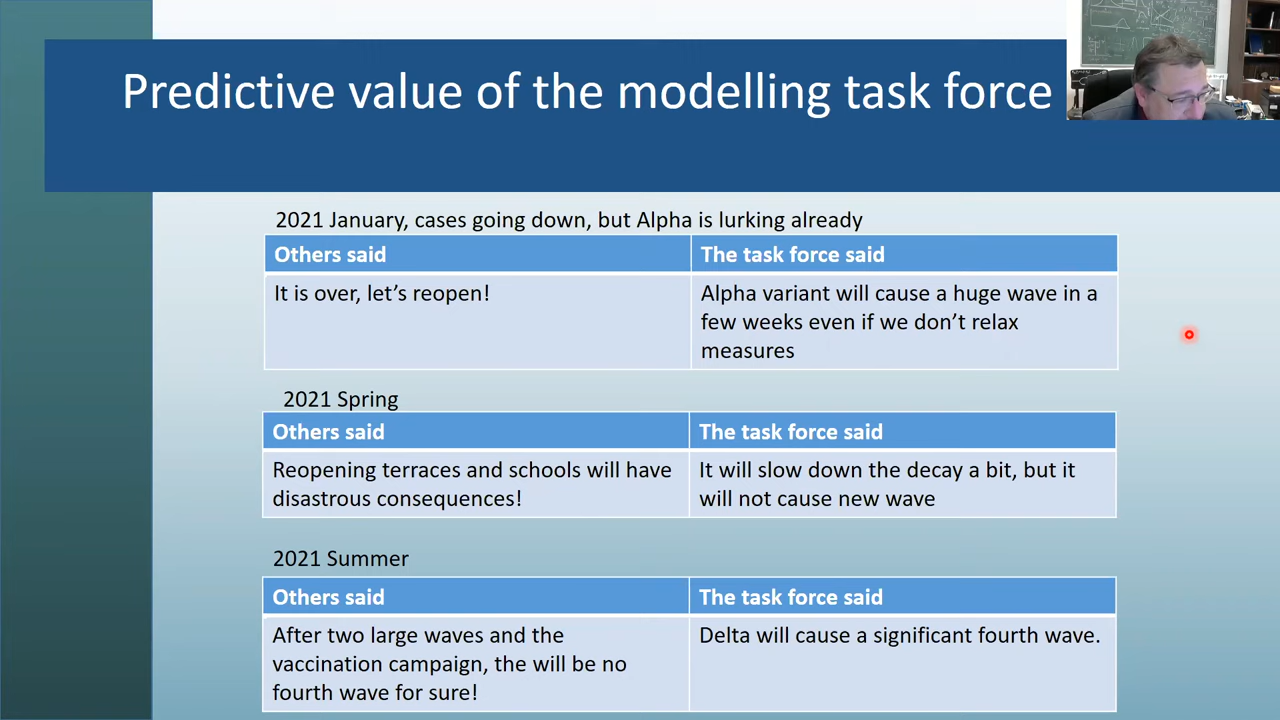 Predictive value of the modelling task force
2021 January, cases going down, but Alpha is lurking already
Others said
The task force said
It is over, let’s reopen!
Alpha variant will cause a huge wave in a
few weeks even if we don’t relax
measures
2021 Spring
Others said
The task force said
Reopening terraces and schools will have
disastrous consequences!
It will slow down the decay a bit, but it
will not cause new wave
2021 Summer
Others said
The task force said
After two large waves and the
vaccination campaign, the will be no
fourth wave for sure!
Delta will cause a significant fourth wave.